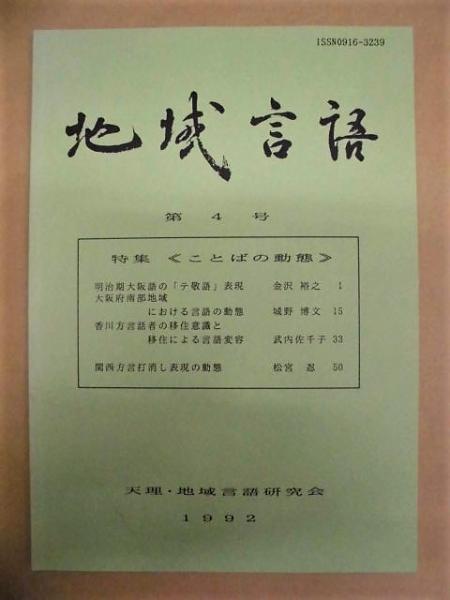 ISSN0916-3239
地域言語
第4号
特集 ≪ことばの動態≫
明治期大阪語の「テ敬語」表現 金沢 裕之 1
大阪府南部地域
における言語の動態 城野 博文 15
香川方言話者の移住意識と
移住による言語変容 武内佐千子 33
関西方言打消し表現の動態 松宮 忍 50
天理・地域言語研究会
1992